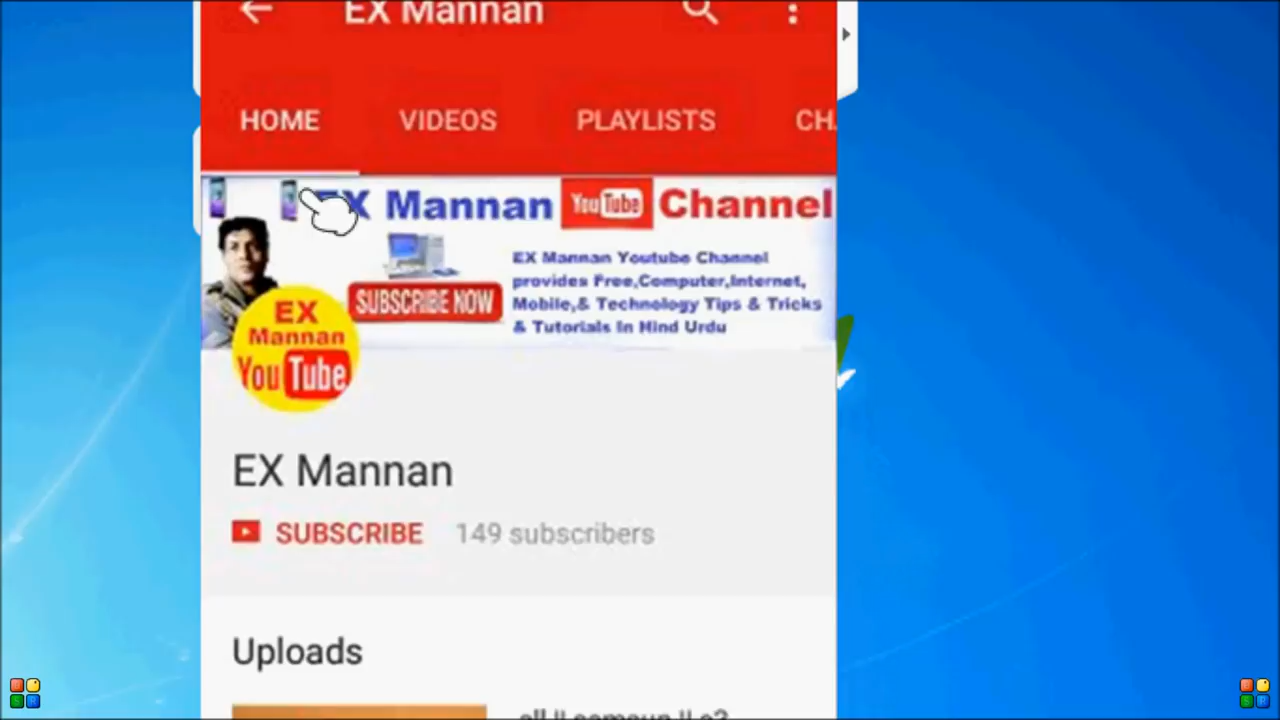 EX Mannan
HOME VIDEOS PLAYLISTS CH
EX Mannan YouTube Channel
EX Mannan Youtube Channel
provides Free,Computer,Internet,
Mobile,& Technology Tips & Tricks
& Tutorials In Hind Urdu
SUBSCRIBE NOW
EX
Mannan
YouTube
EX Mannan
SUBSCRIBE 149 subscribers
Uploads